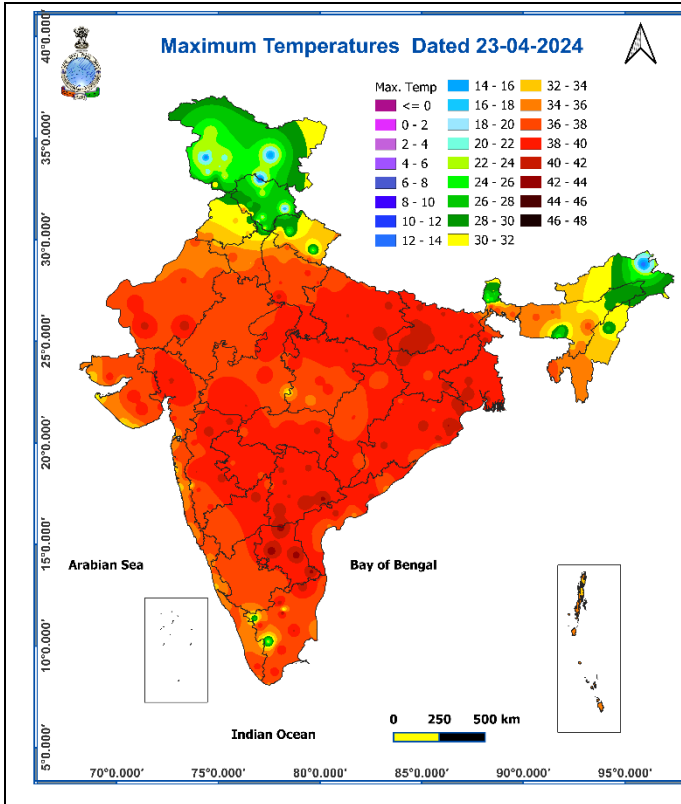 Maximum Temperatures Dated 23-04-2024
Max. Temp
<= 0
0 - 2
2 - 4
4 - 6
6 - 8
8 - 10
10 - 12
12 - 14
14 - 16
16 - 18
18 - 20
20 - 22
22 - 24
24 - 26
26 - 28
28 - 30
30 - 32
32 - 34
34 - 36
36 - 38
38 - 40
40 - 42
42 - 44
44 - 46
46 - 48
40°0.000'
35°0.000'
30°0.000'
25°0.000'
20°0.000'
15°0.000'
10°0.000'
5°0.000'
Arabian Sea
Bay of Bengal
Indian Ocean
0 250 500 km
70°0.000' 75°0.000' 80°0.000' 85°0.000' 90°0.000' 95°0.000'